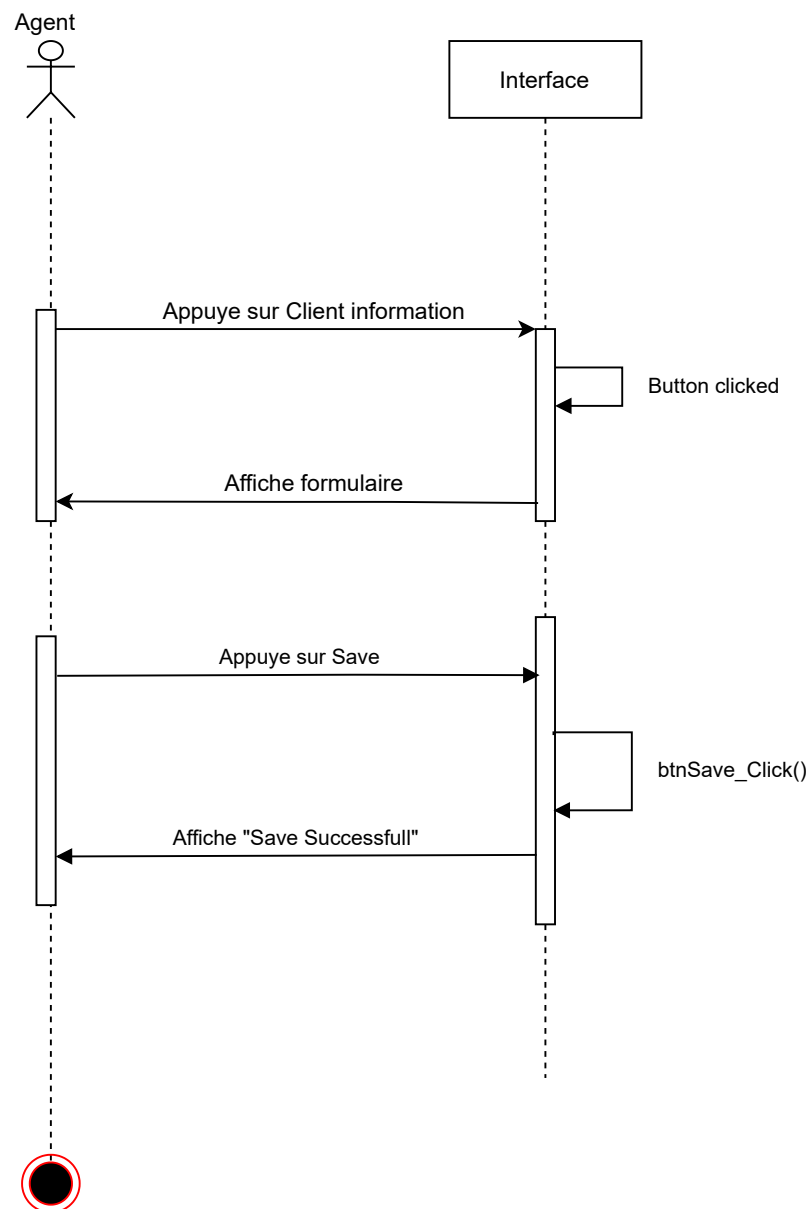 Agent
Interface
Appuye sur Client information
Button clicked
Affiche formulaire
Appuye sur Save
btnSave_Click()
Affiche "Save Successfull"